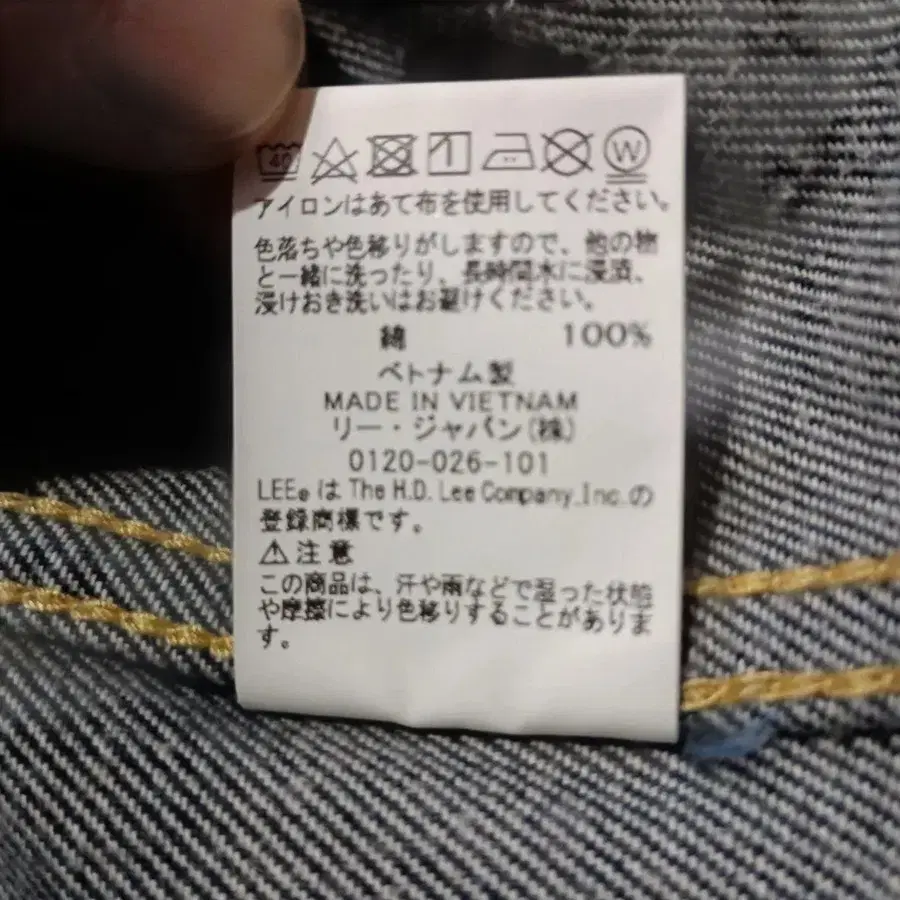 40 W
アイロンはあて布を使用してください。
色落ちや色移りがしますので、他の物
と一緒に洗ったり、長時間水に浸漬、
浸けおき洗いはお避けください。
綿 100%
ベトナム製
MADE IN VIETNAM
リー・ジャパン(株)
0120-026-101
LEE®は The H.D. Lee Company, Inc.の
登録商標です。
⚠注意
この商品は、汗や雨などで湿った状態
や摩擦により色移りすることがありま
す。